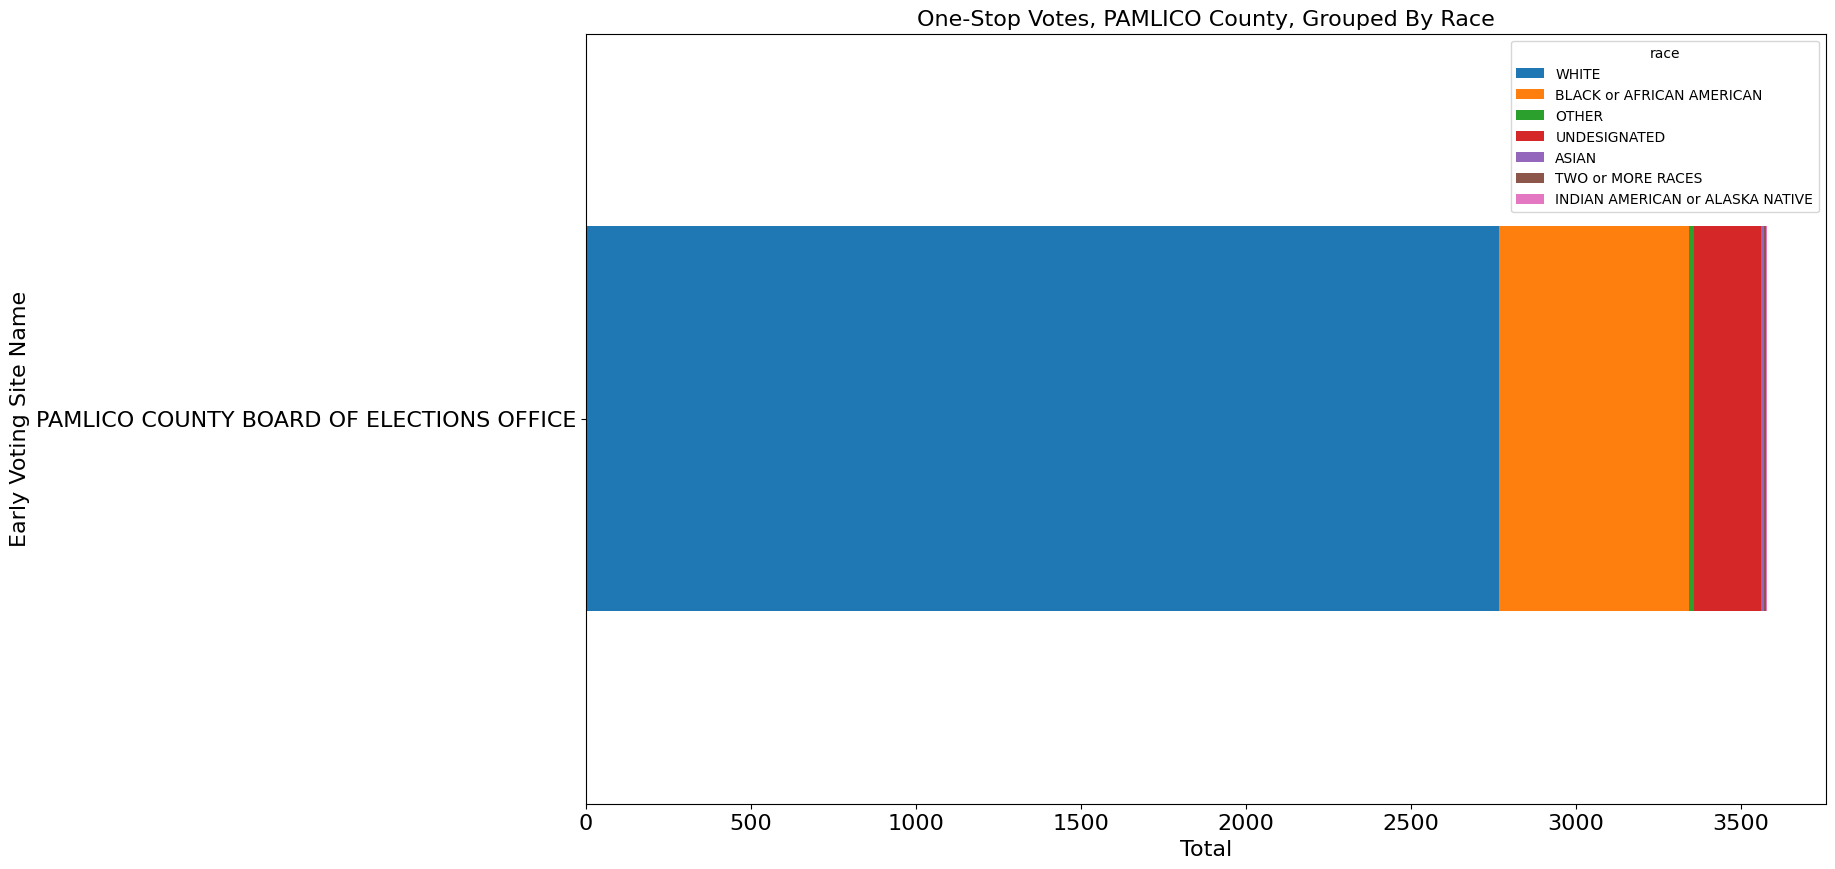 One-Stop Votes, PAMLICO County, Grouped By Race
race
WHITE
BLACK or AFRICAN AMERICAN
OTHER
UNDESIGNATED
ASIAN
TWO or MORE RACES
INDIAN AMERICAN or ALASKA NATIVE
Early Voting Site Name
PAMLICO COUNTY BOARD OF ELECTIONS OFFICE
0 500 1000 1500 2000 2500 3000 3500
Total